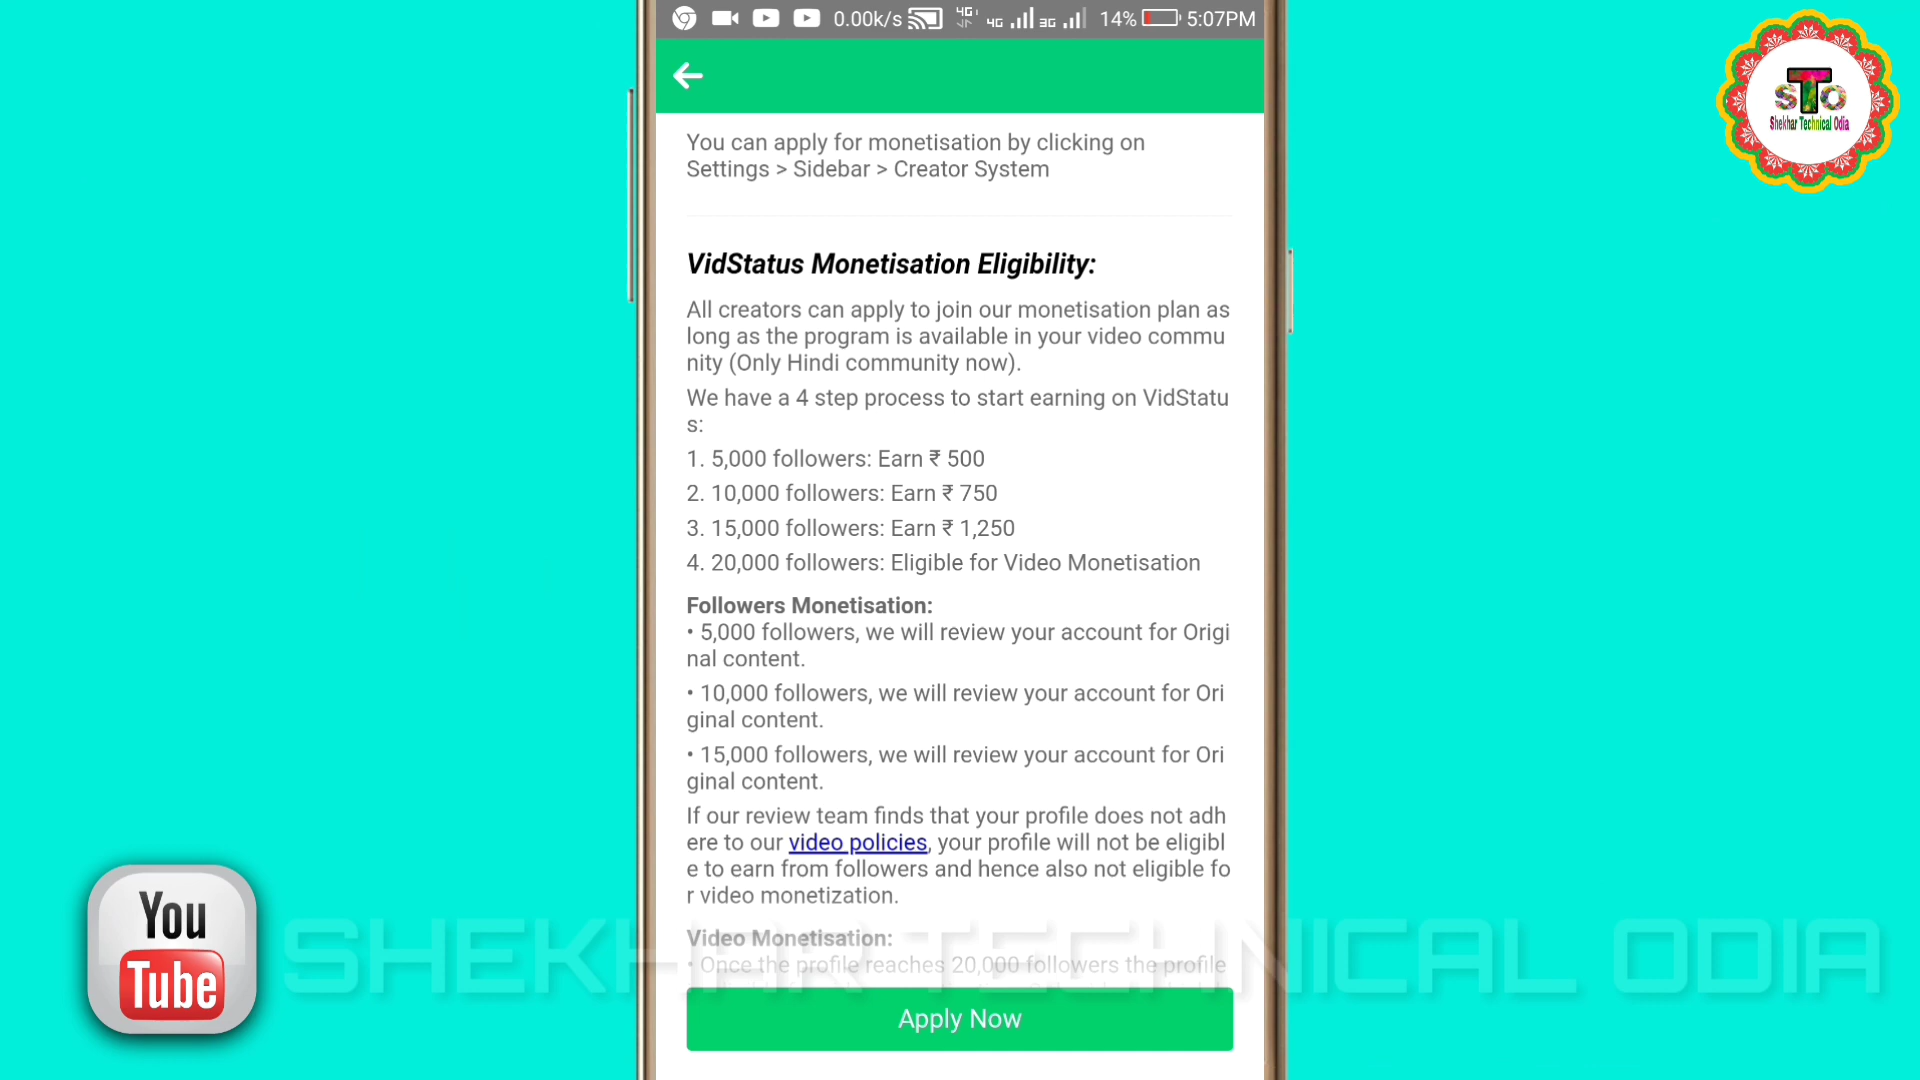 0.00k/s 4G 4G 3G 14% 5:07PM
STO
Shekhar Technical Odia
You can apply for monetisation by clicking on
Settings > Sidebar > Creator System
VidStatus Monetisation Eligibility:
All creators can apply to join our monetisation plan as
long as the program is available in your video commu
nity (Only Hindi community now).
We have a 4 step process to start earning on VidStatu
s:
1. 5,000 followers: Earn ₹ 500
2. 10,000 followers: Earn ₹ 750
3. 15,000 followers: Earn ₹ 1,250
4. 20,000 followers: Eligible for Video Monetisation
Followers Monetisation:
• 5,000 followers, we will review your account for Origi
nal content.
• 10,000 followers, we will review your account for Ori
ginal content.
• 15,000 followers, we will review your account for Ori
ginal content.
If our review team finds that your profile does not adh
ere to our video policies, your profile will not be eligibl
e to earn from followers and hence also not eligible fo
r video monetization.
Video Monetisation:
• Once the profile reaches 20,000 followers the profile
Apply Now
You
Tube
SHEKHAR TECHNICAL ODIA